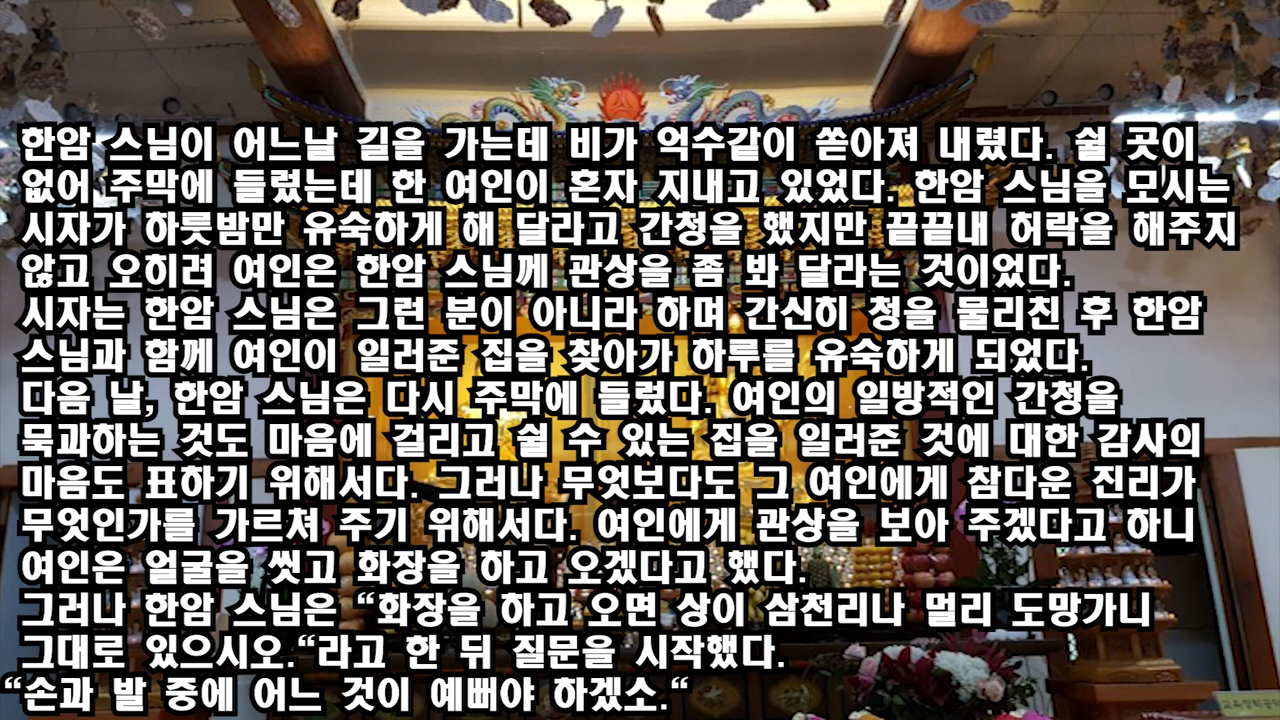 한암 스님이 어느날 길을 가는데 비가 억수같이 쏟아져 내렸다. 쉴 곳이
없어 주막에 들렀는데 한 여인이 혼자 지내고 있었다. 한암 스님을 모시는
시자가 하룻밤만 유숙하게 해 달라고 간청을 했지만 끝끝내 허락을 해주지
않고 오히려 여인은 한암 스님께 관상을 좀 봐 달라는 것이었다.
시자는 한암 스님은 그런 분이 아니라 하며 간신히 청을 물리친 후 한암
스님과 함께 여인이 일러준 집을 찾아가 하루를 유숙하게 되었다.
다음 날, 한암 스님은 다시 주막에 들렀다. 여인의 일방적인 간청을
묵과하는 것도 마음에 걸리고 쉴 수 있는 집을 일러준 것에 대한 감사의
마음도 표하기 위해서다. 그러나 무엇보다도 그 여인에게 참다운 진리가
무엇인가를 가르쳐 주기 위해서다. 여인에게 관상을 보아 주겠다고 하니
여인은 얼굴을 씻고 화장을 하고 오겠다고 했다.
그러나 한암 스님은 “화장을 하고 오면 상이 삼천리나 멀리 도망가니
그대로 있으시오.“라고 한 뒤 질문을 시작했다.
“손과 발 중에 어느 것이 예뻐야 하겠소.“